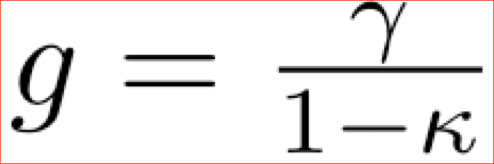 g = γ/(1−κ)